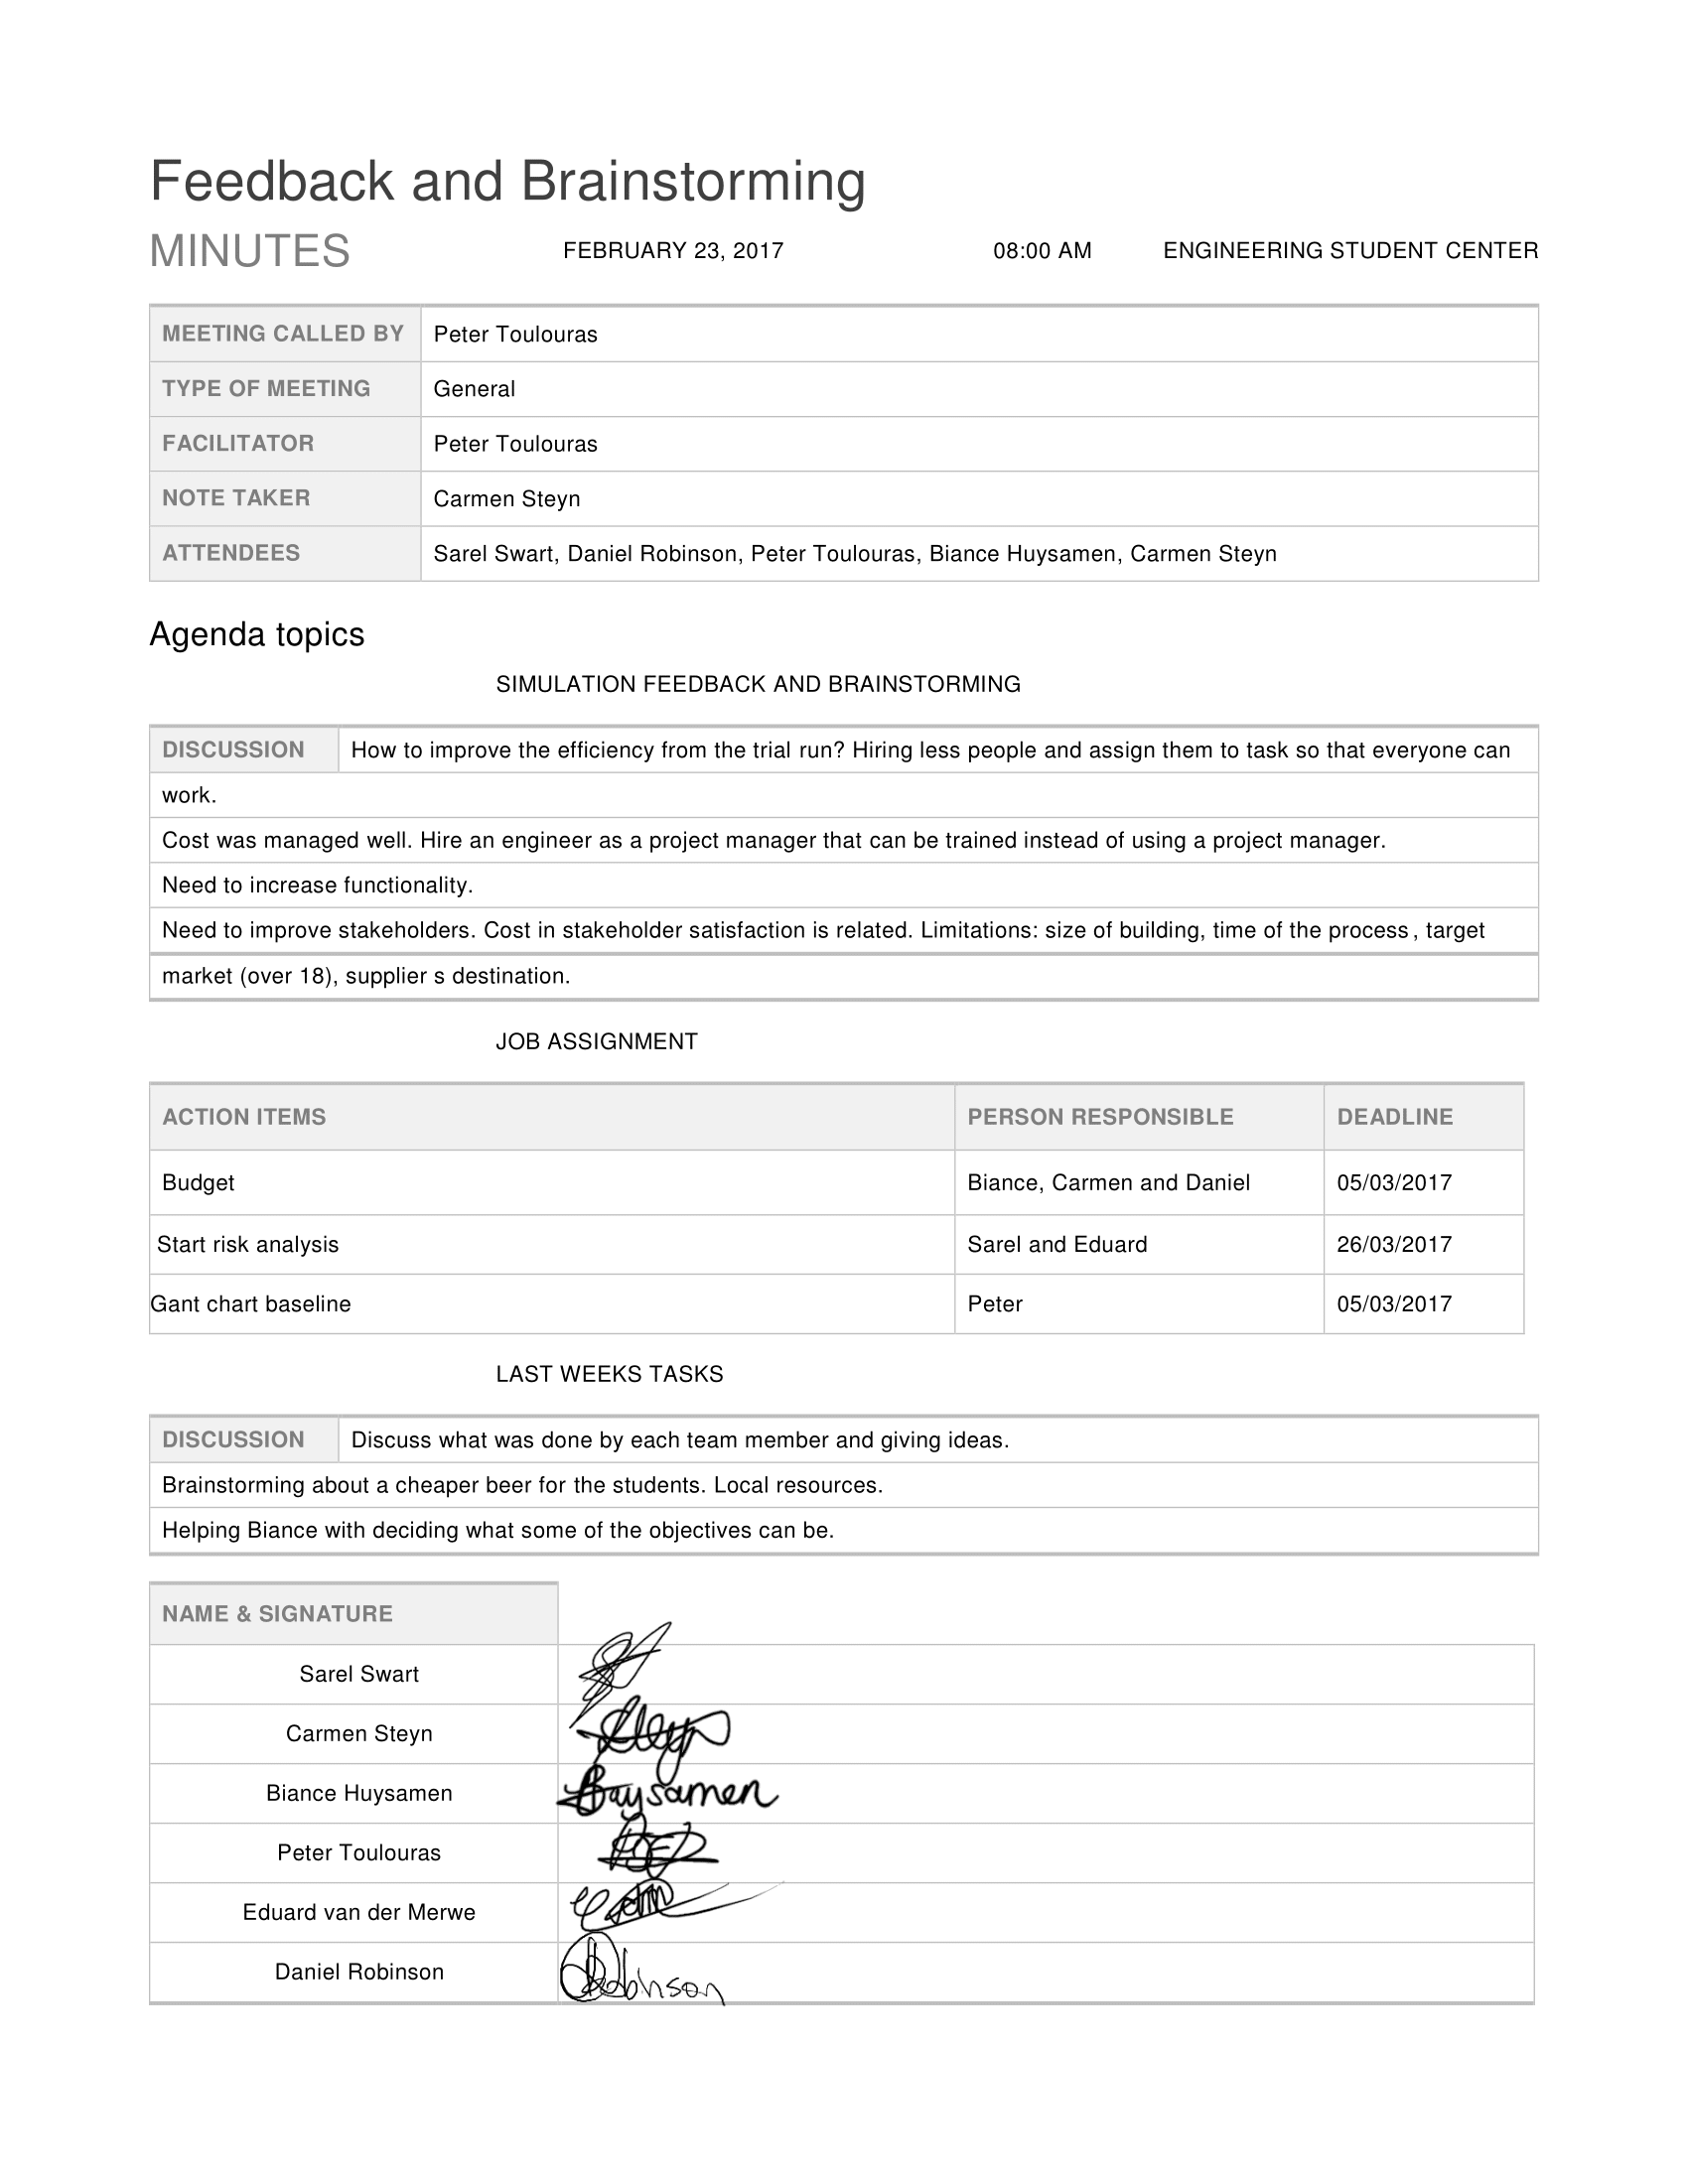 Feedback and Brainstorming
MINUTES FEBRUARY 23, 2017 08:00 AM ENGINEERING STUDENT CENTER
MEETING CALLED BY Peter Toulouras
TYPE OF MEETING General
FACILITATOR Peter Toulouras
NOTE TAKER Carmen Steyn
ATTENDEES Sarel Swart, Daniel Robinson, Peter Toulouras, Biance Huysamen, Carmen Steyn
Agenda topics
SIMULATION FEEDBACK AND BRAINSTORMING
DISCUSSION How to improve the efficiency from the trial run? Hiring less people and assign them to task so that everyone can
work.
Cost was managed well. Hire an engineer as a project manager that can be trained instead of using a project manager.
Need to increase functionality.
Need to improve stakeholders. Cost in stakeholder satisfaction is related. Limitations: size of building, time of the process, target
market (over 18), supplier s destination.
JOB ASSIGNMENT
ACTION ITEMS PERSON RESPONSIBLE DEADLINE
Budget Biance, Carmen and Daniel 05/03/2017
Start risk analysis Sarel and Eduard 26/03/2017
Gant chart baseline Peter 05/03/2017
LAST WEEKS TASKS
DISCUSSION Discuss what was done by each team member and giving ideas.
Brainstorming about a cheaper beer for the students. Local resources.
Helping Biance with deciding what some of the objectives can be.
NAME & SIGNATURE
Sarel Swart
Carmen Steyn Steyn
Biance Huysamen Huysamen
Peter Toulouras
Eduard van der Merwe
Daniel Robinson Robinson